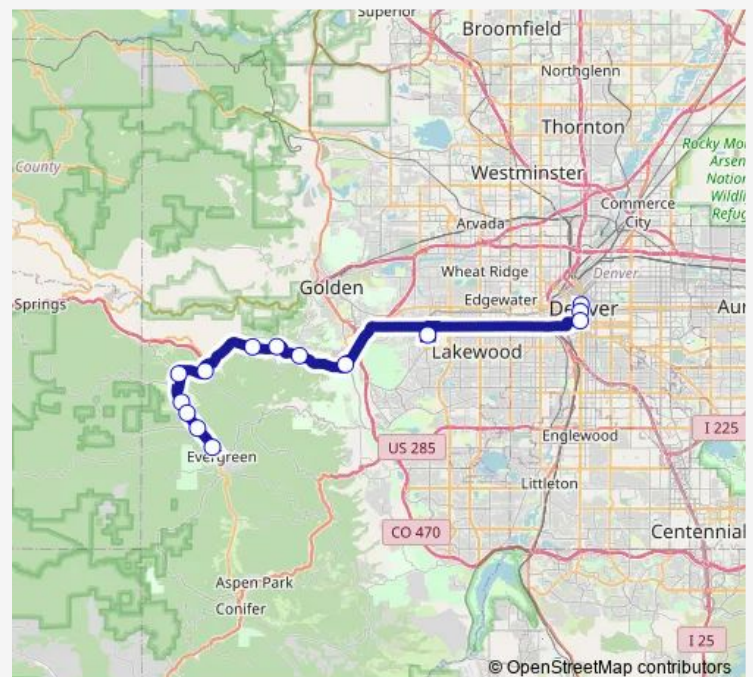 Superior
Broomfield
Northglenn
Thornton
County
Rocky Mou
Arsen
Nation
Wildli
Refug
Westminster
Commerce
City
Arvada
Wheat Ridge
Denver
Golden
Edgewater
Springs
Denver
Aur
Lakewood
I 225
Englewood
US 285
Evergreen
Littleton
CO 470
Centennial
Aspen Park
Conifer
I 25
© OpenStreetMap contributors